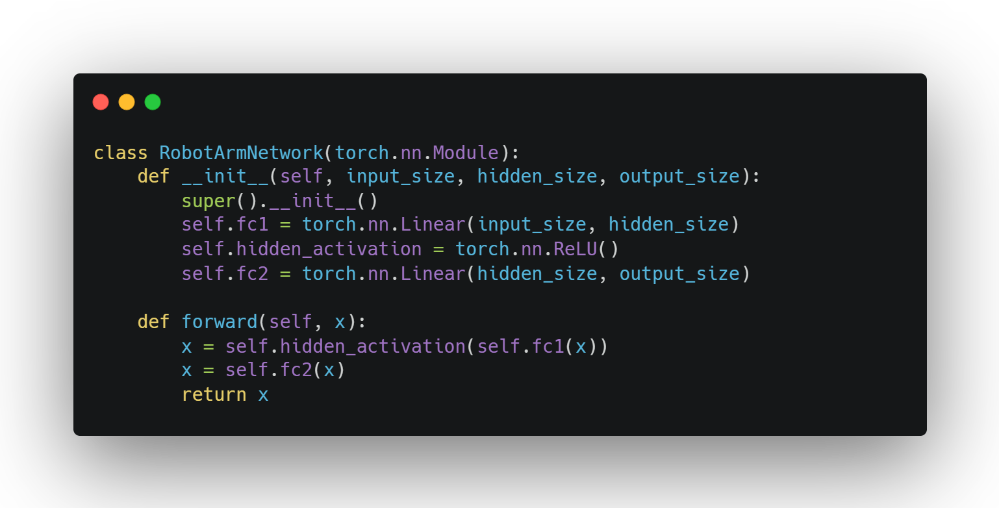 class RobotArmNetwork(torch.nn.Module):
    def __init__(self, input_size, hidden_size, output_size):
        super().__init__()
        self.fc1 = torch.nn.Linear(input_size, hidden_size)
        self.hidden_activation = torch.nn.ReLU()
        self.fc2 = torch.nn.Linear(hidden_size, output_size)

    def forward(self, x):
        x = self.hidden_activation(self.fc1(x))
        x = self.fc2(x)
        return x